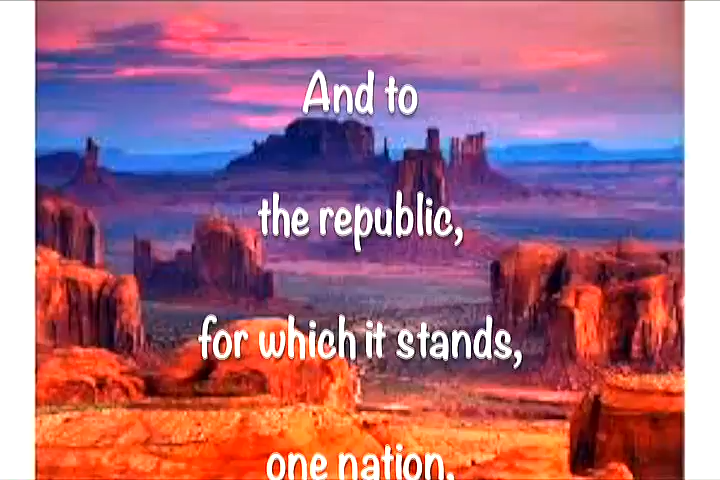 And to
the republic,
for which it stands,
one nation,